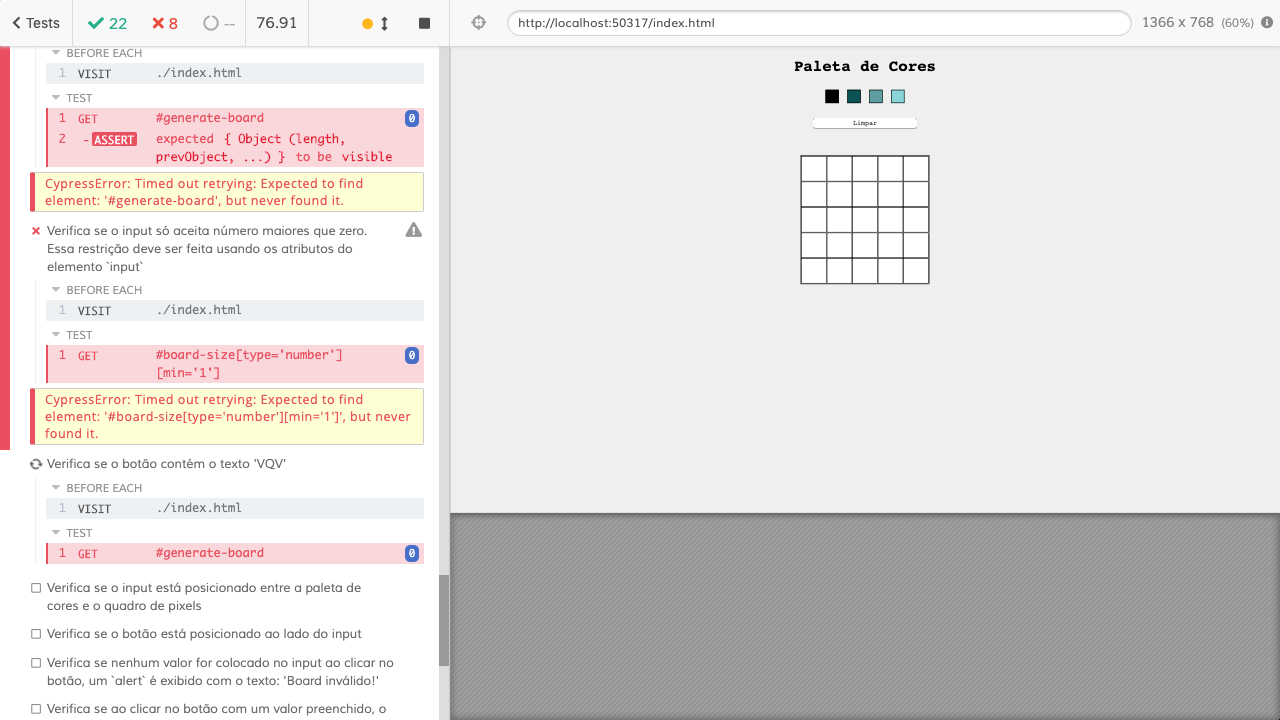 Tests
22
8
--
76.91
http://localhost:50317/index.html
1366 x 768 (60%)
BEFORE EACH
1 VISIT ./index.html
TEST
1 GET #generate-board 0
2 -ASSERT expected { Object (length,
prevObject, ...) } to be visible
CypressError: Timed out retrying: Expected to find
element: '#generate-board', but never found it.
Verifica se o input só aceita número maiores que zero.
Essa restrição deve ser feita usando os atributos do
elemento `input`
BEFORE EACH
1 VISIT ./index.html
TEST
1 GET #board-size[type='number'] 0
[min='1']
CypressError: Timed out retrying: Expected to find
element: '#board-size[type='number'][min='1']', but never
found it.
Verifica se o botão contém o texto 'VQV'
BEFORE EACH
1 VISIT ./index.html
TEST
1 GET #generate-board 0
Verifica se o input está posicionado entre a paleta de
cores e o quadro de pixels
Verifica se o botão está posicionado ao lado do input
Verifica se nenhum valor for colocado no input ao clicar no
botão, um `alert` é exibido com o texto: 'Board inválido!'
Verifica se ao clicar no botão com um valor preenchido, o
Paleta de Cores
Limpar